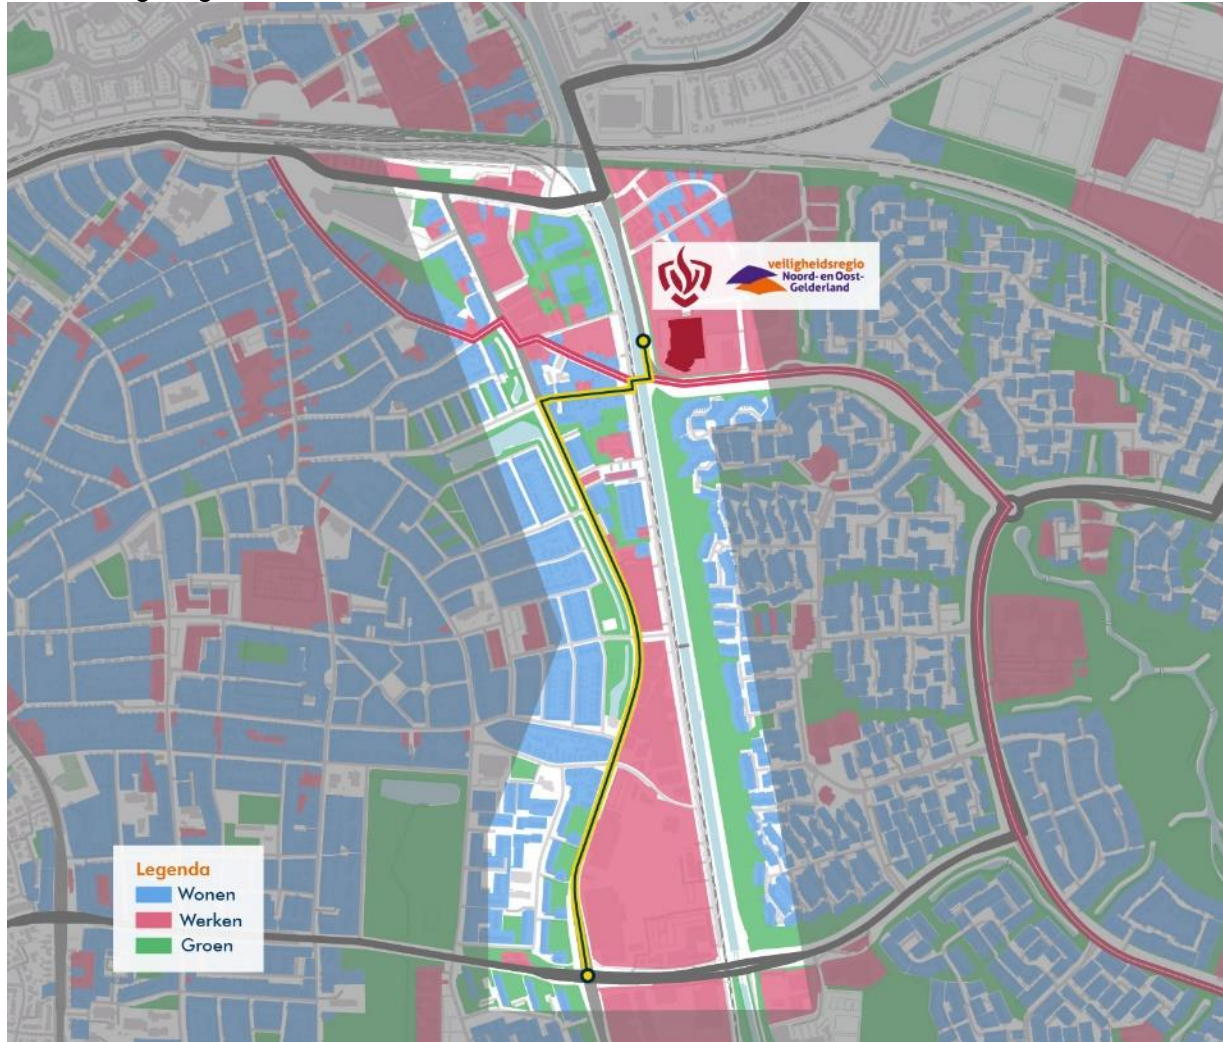 veiligheidsregio
Noord- en Oost-
Gelderland
Legenda
Wonen
Werken
Groen